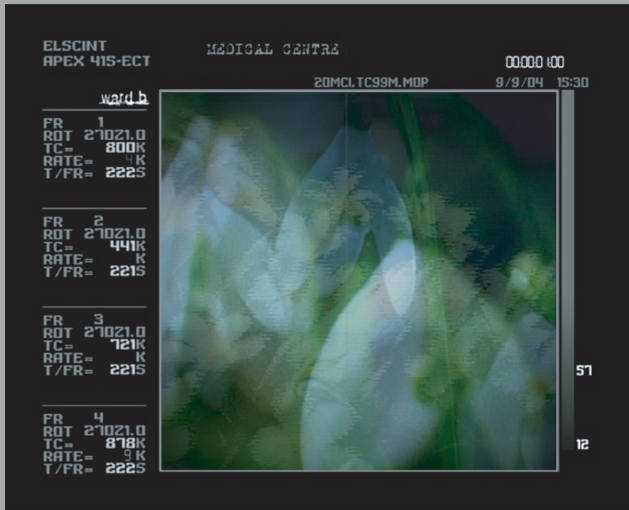 ELSCINT
APEX 415-ECT
MEDICAL CENTRE
00:00:01:00
20MCI.TC99M.MDP 9/9/04 15:30
ward b
FR 1
ROT 27021.0
TC= 800K
RATE= 4K
T/FR= 222S
FR 2
ROT 27021.0
TC= 441K
RATE= K
T/FR= 221S
FR 3
ROT 27021.0
TC= 721K
RATE= K
T/FR= 221S
FR 4
ROT 27021.0
TC= 878K
RATE= 9K
T/FR= 222S
57
12